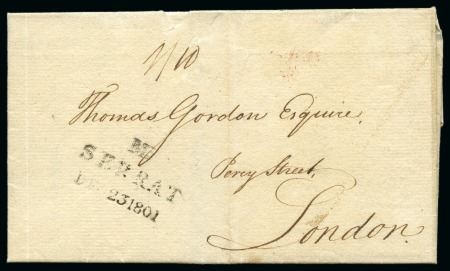 1/10
Thomas Gordon Esquire,
Percy Street,
London.
SERRAT
DE 23 1801